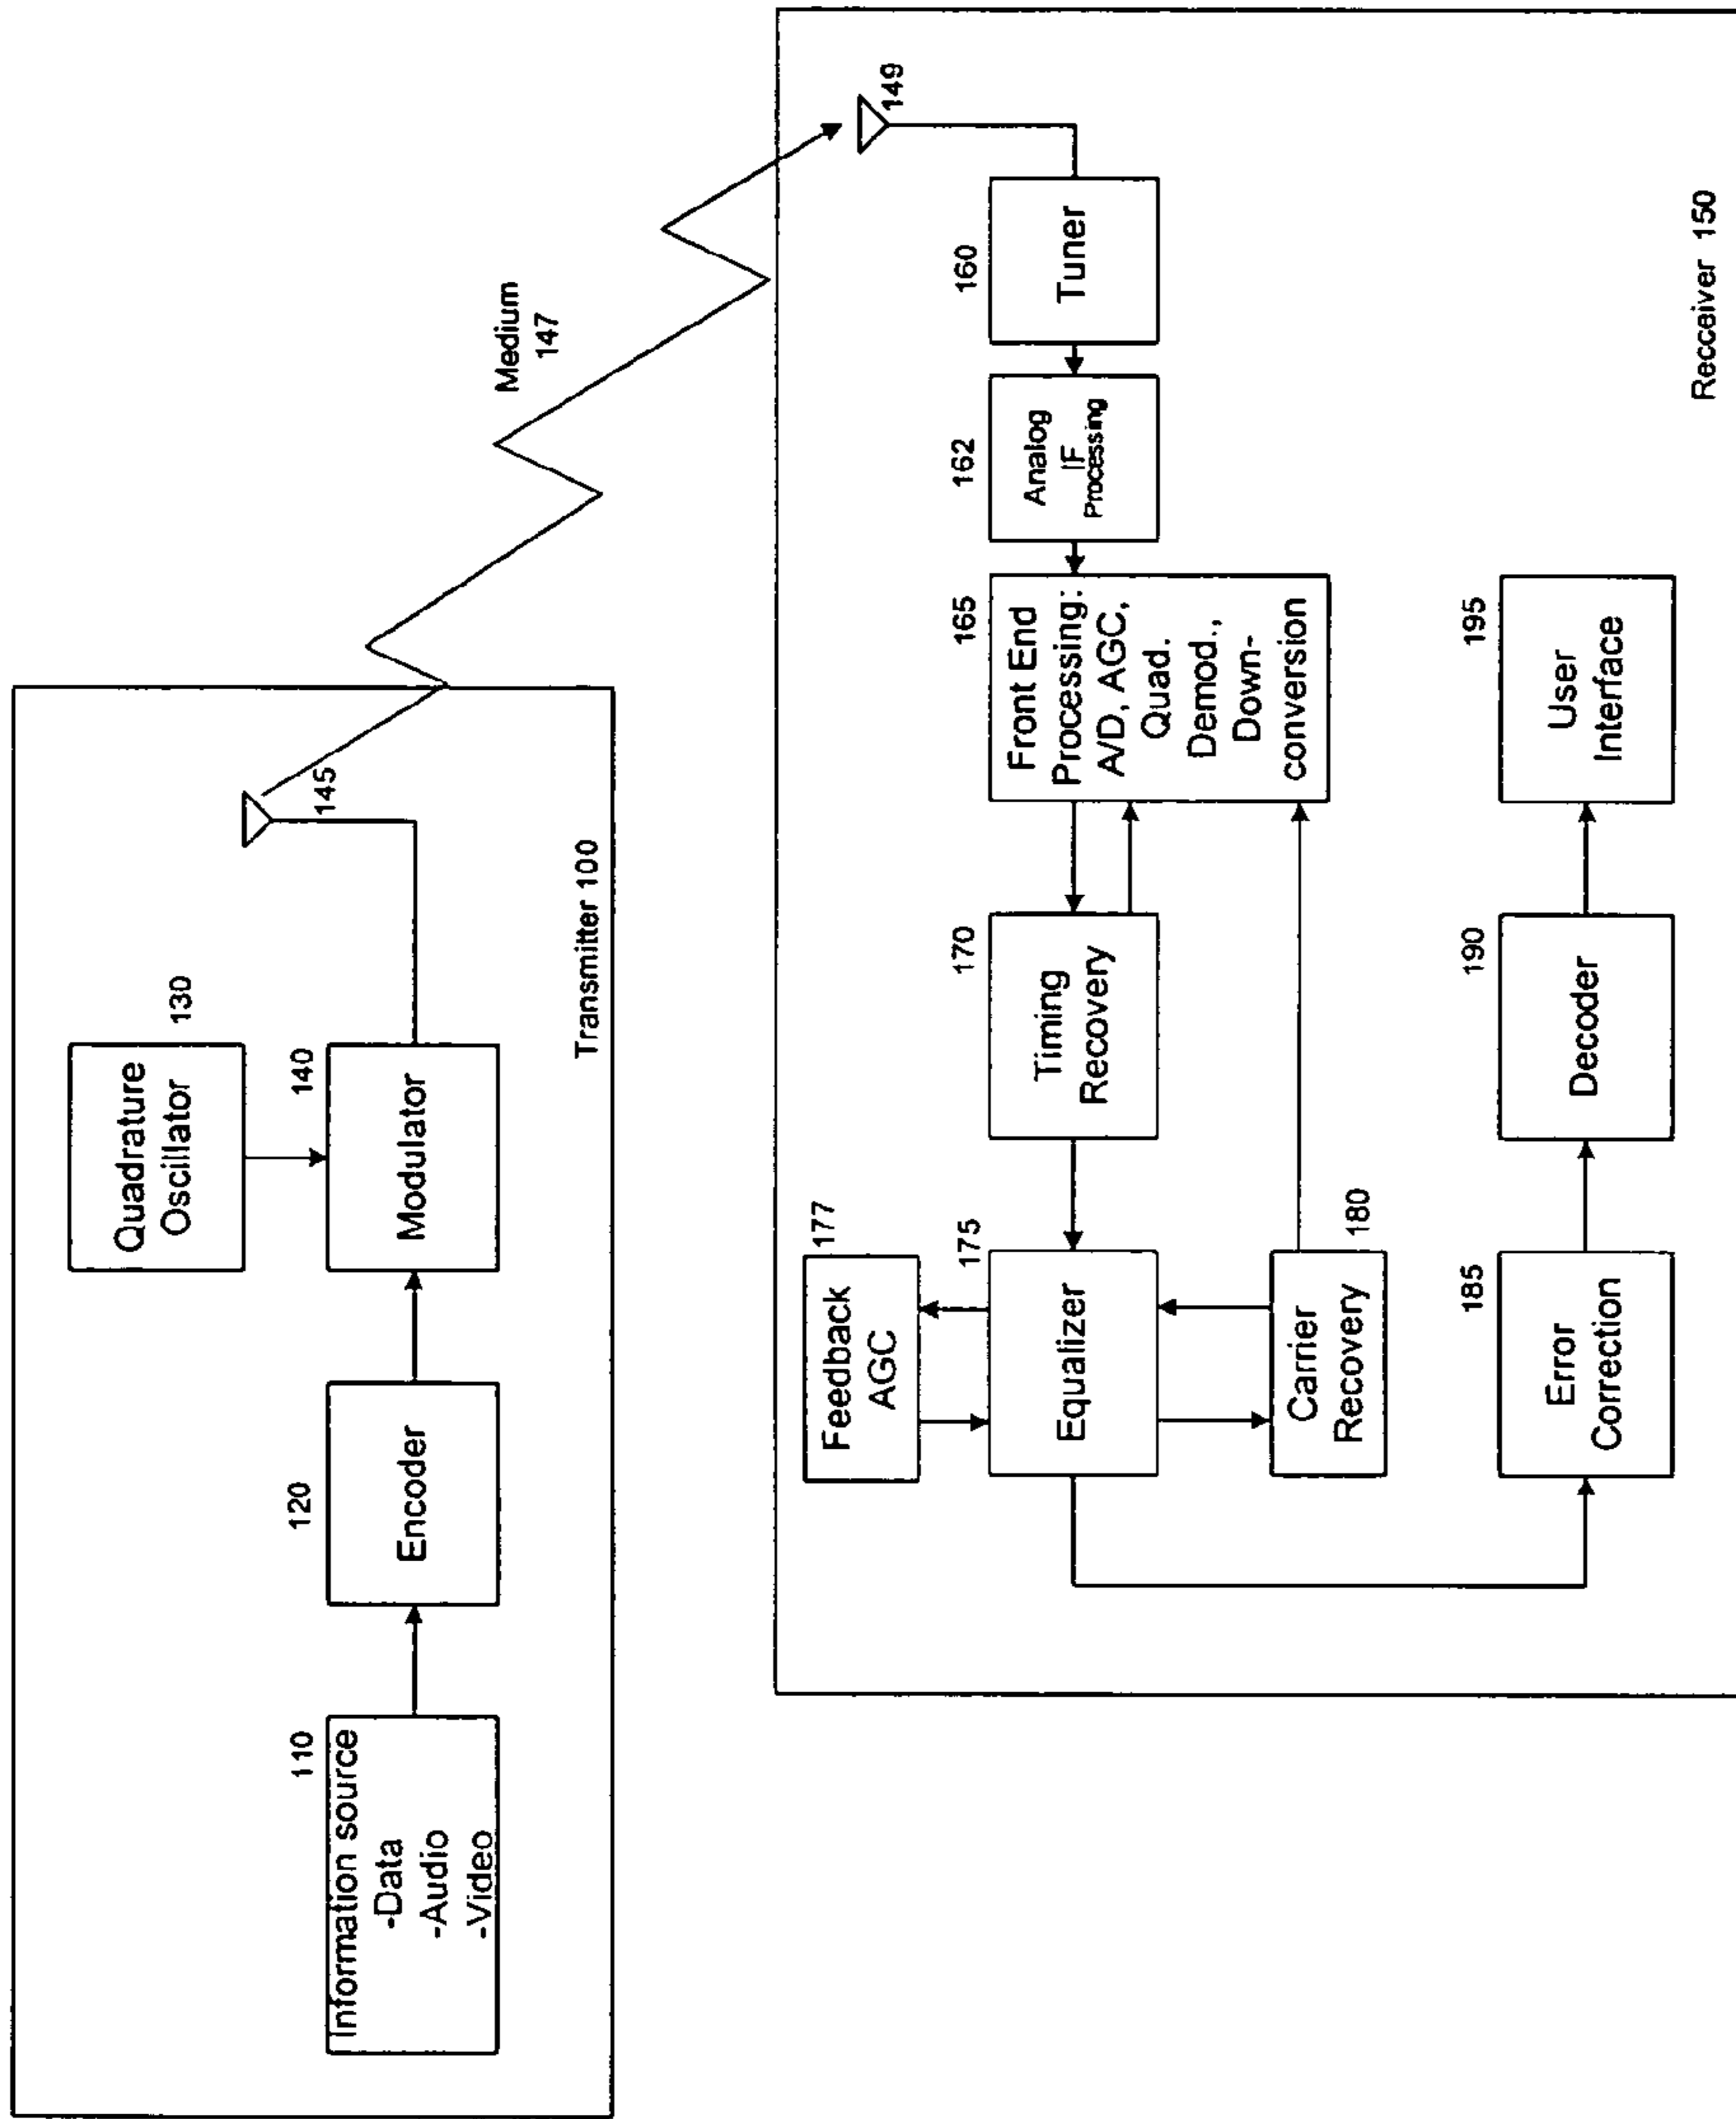 Quadrature
Oscillator
130
Information source
-Data
-Audio
-Video
110
Encoder
120
Modulator
140
145
Transmitter 100
Medium
147
149
Tuner
160
Analog
IF
Processing
162
Front End
Processing:
A/D, AGC,
Quad.
Demod.,
Down-
conversion
165
Timing
Recovery
170
Feedback
AGC
177
Equalizer
175
Carrier
Recovery
180
Error
Correction
185
Decoder
190
User
Interface
195
Recceiver 150